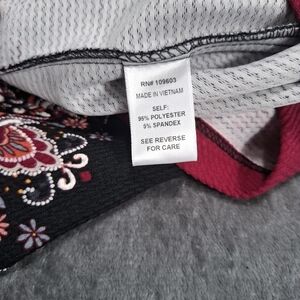 RN# 109603
MADE IN VIETNAM
SELF:
95% POLYESTER
5% SPANDEX
SEE REVERSE
FOR CARE